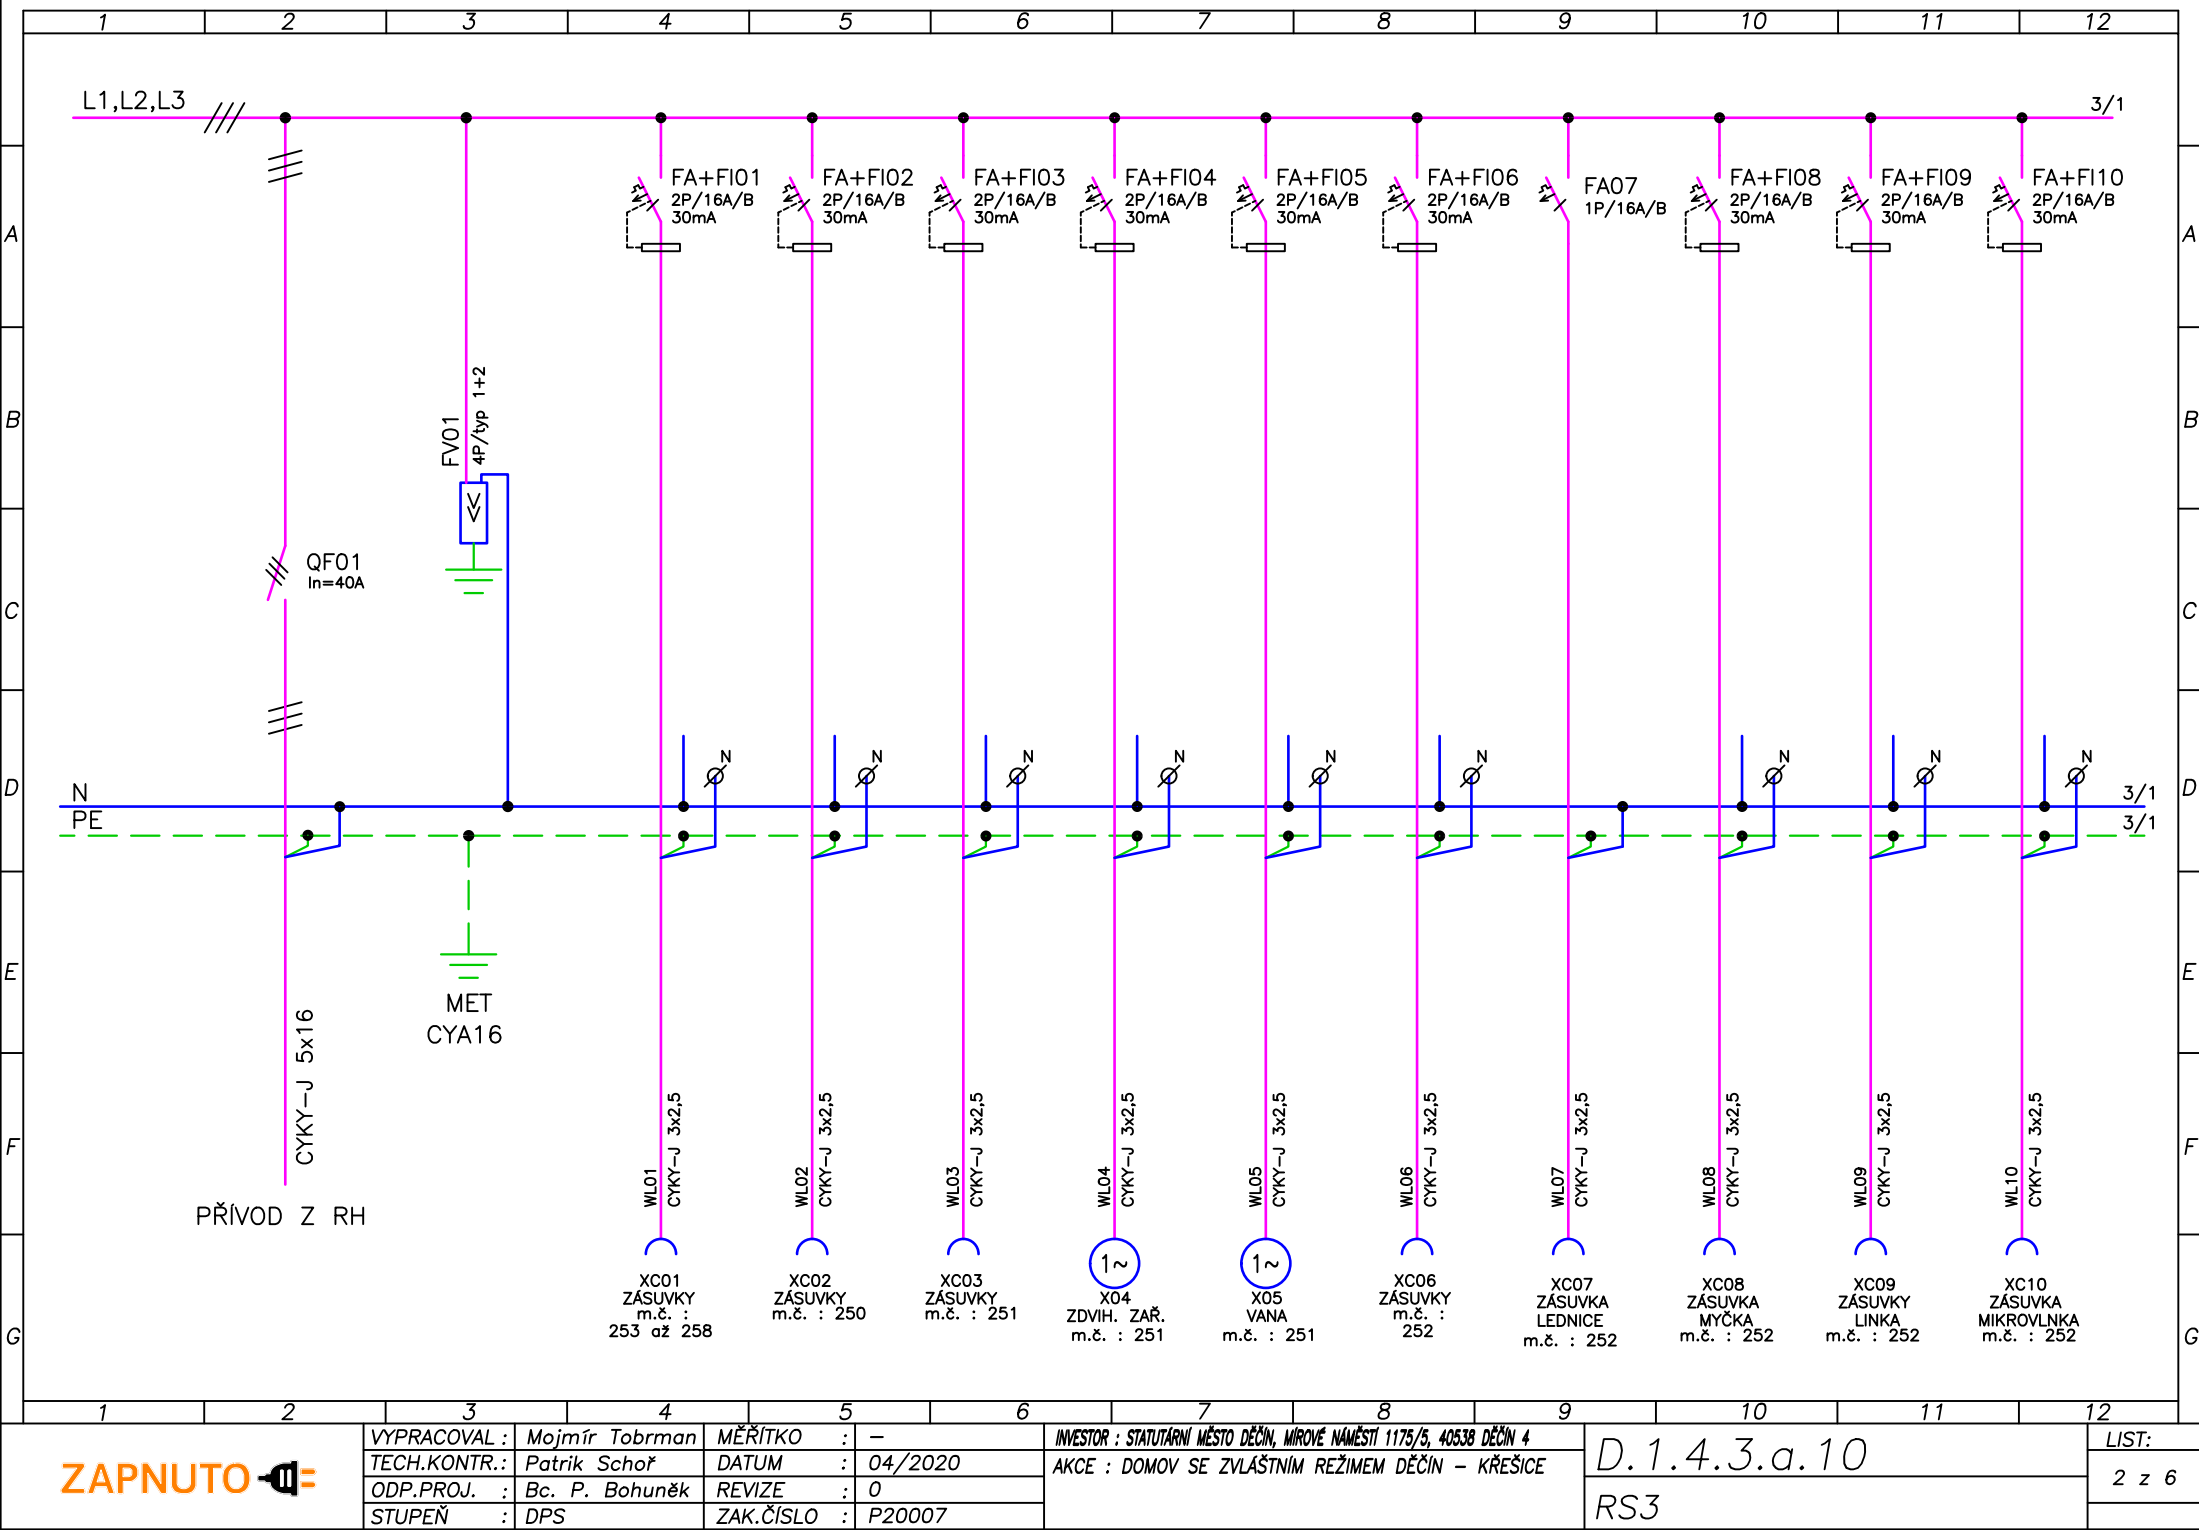 1 2 3 4 5 6 7 8 9 10 11 12
L1,L2,L3
3/1
A
A
FA+FI01
2P/16A/B
30mA
FA+FI02
2P/16A/B
30mA
FA+FI03
2P/16A/B
30mA
FA+FI04
2P/16A/B
30mA
FA+FI05
2P/16A/B
30mA
FA+FI06
2P/16A/B
30mA
FA07
1P/16A/B
FA+FI08
2P/16A/B
30mA
FA+FI09
2P/16A/B
30mA
FA+FI10
2P/16A/B
30mA
B
B
FV01
4P/typ 1+2
<<
C
C
QF01
In=40A
D
D
N
N
N
N
N
N
N
N
N
N
3/1
PE
3/1
E
E
MET
CYA16
CYKY-J 5x16
F
F
PŘÍVOD Z RH
WL01
CYKY-J 3x2,5
WL02
CYKY-J 3x2,5
WL03
CYKY-J 3x2,5
WL04
CYKY-J 3x2,5
WL05
CYKY-J 3x2,5
WL06
CYKY-J 3x2,5
WL07
CYKY-J 3x2,5
WL08
CYKY-J 3x2,5
WL09
CYKY-J 3x2,5
WL10
CYKY-J 3x2,5
G
G
XC01
ZÁSUVKY
m.č. :
253 až 258
XC02
ZÁSUVKY
m.č. : 250
XC03
ZÁSUVKY
m.č. : 251
1~
X04
ZDVIH. ZAŘ.
m.č. : 251
1~
X05
VANA
m.č. : 251
XC06
ZÁSUVKY
m.č. :
252
XC07
ZÁSUVKA
LEDNICE
m.č. : 252
XC08
ZÁSUVKA
MYČKA
m.č. : 252
XC09
ZÁSUVKY
LINKA
m.č. : 252
XC10
ZÁSUVKA
MIKROVLNKA
m.č. : 252
1 2 3 4 5 6 7 8 9 10 11 12
ZAPNUTO
VYPRACOVAL : Mojmír Tobrman
TECH.KONTR.: Patrik Schoř
ODP.PROJ. : Bc. P. Bohuněk
STUPEŇ : DPS
MĚŘÍTKO : -
DATUM : 04/2020
REVIZE : 0
ZAK.ČÍSLO : P20007
INVESTOR : STATUTÁRNÍ MĚSTO DĚČÍN, MÍROVÉ NÁMĚSTÍ 1175/5, 40538 DĚČÍN 4
AKCE : DOMOV SE ZVLÁŠTNÍM REŽIMEM DĚČÍN - KŘEŠICE
D.1.4.3.a.10
RS3
LIST:
2 z 6